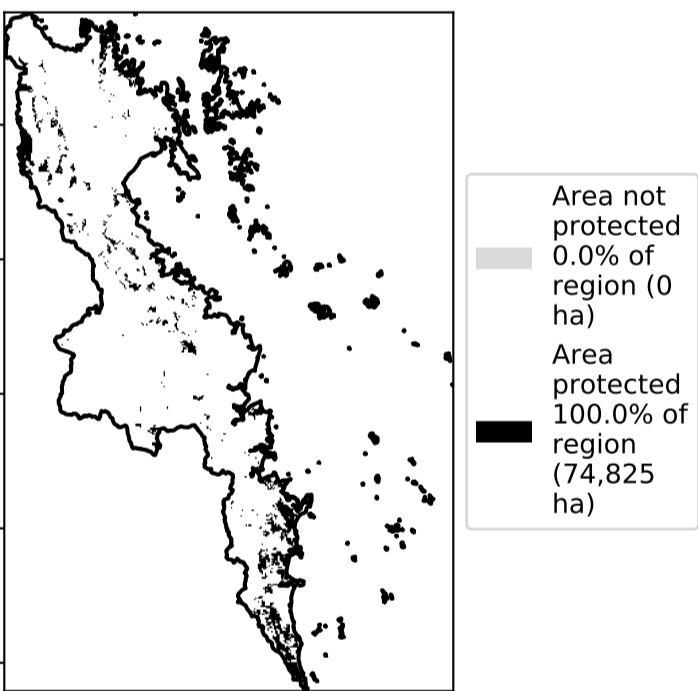 Area not
protected
0.0% of
region (0
ha)
Area
protected
100.0% of
region
(74,825
ha)